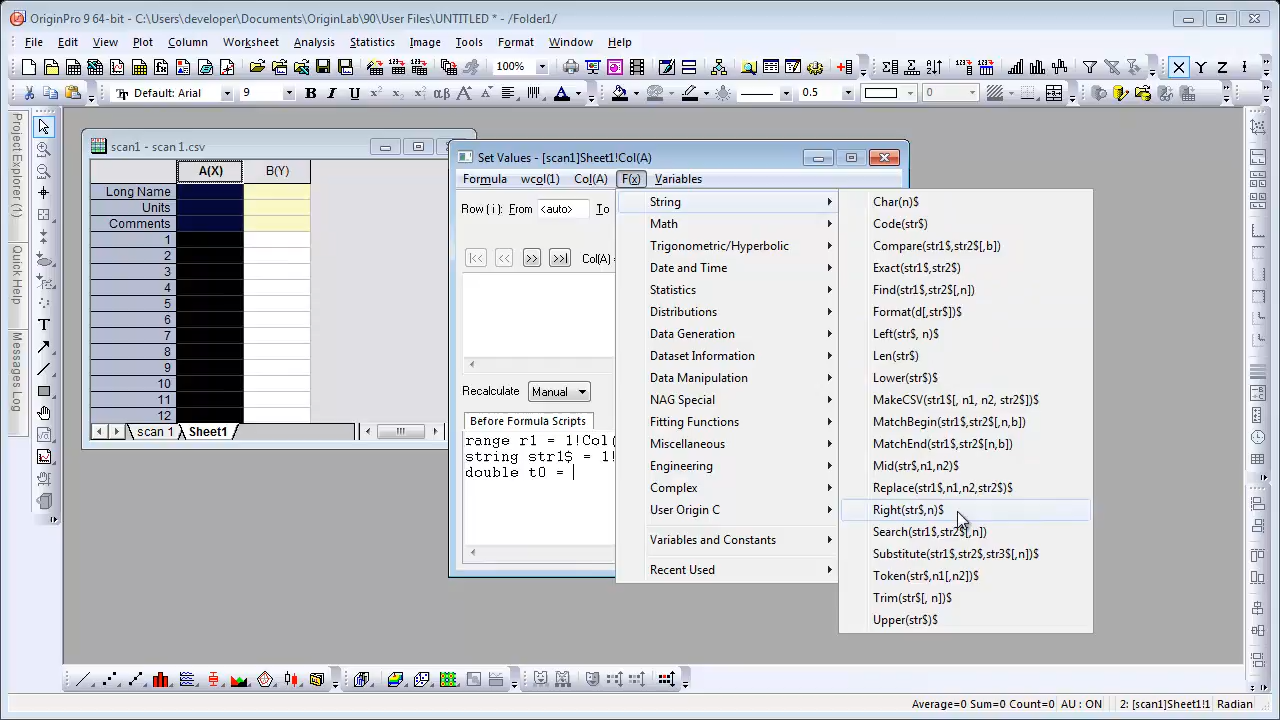 OriginPro 9 64-bit - C:\Users\developer\Documents\OriginLab\90\User Files\UNTITLED * - /Folder1/
File Edit View Plot Column Worksheet Analysis Statistics Image Tools Format Window Help
100%
Default: Arial 9 B I U 0.5 0
X Y Z
Project Explorer (1)
Quick Help
Messages Log
scan1 - scan 1.csv
A(X) B(Y)
Long Name
Units
Comments
1
2
3
4
5
6
7
8
9
10
11
12
scan 1 Sheet1
Set Values - [scan1]Sheet1!Col(A)
Formula wcol(1) Col(A) F(x) Variables
Row (i): From <auto> To
<< < > >> Col(A)
Recalculate Manual
Before Formula Scripts
range r1 = 1!Col(
string str1$ = 1!
double t0 =
String
Math
Trigonometric/Hyperbolic
Date and Time
Statistics
Distributions
Data Generation
Dataset Information
Data Manipulation
NAG Special
Fitting Functions
Miscellaneous
Engineering
Complex
User Origin C
Variables and Constants
Recent Used
Char(n)$
Code(str$)
Compare(str1$,str2$[,b])
Exact(str1$,str2$)
Find(str1$,str2$[,n])
Format(d[,str$])$
Left(str$, n)$
Len(str$)
Lower(str$)$
MakeCSV(str1$[, n1, n2, str2$])$
MatchBegin(str1$,str2$[,n,b])
MatchEnd(str1$,str2$[n,b])
Mid(str$,n1,n2)$
Replace(str1$,n1,n2,str2$)$
Right(str$,n)$
Search(str1$,str2$[,n])
Substitute(str1$,str2$,str3$[,n])$
Token(str$,n1[,n2])$
Trim(str$[, n])$
Upper(str$)$
Average=0 Sum=0 Count=0 AU : ON 2: [scan1]Sheet1!1 Radian